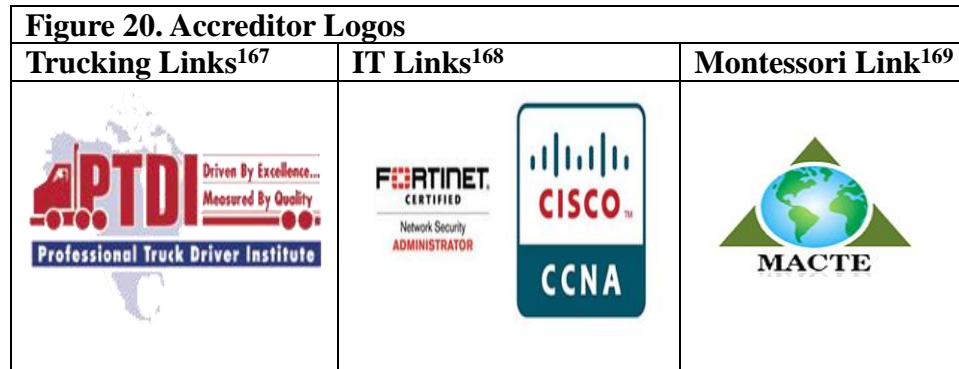 Figure 20. Accreditor Logos
Trucking Links167
IT Links168
Montessori Link169
PTDI
Driven By Excellence...
Measured By Quality
Professional Truck Driver Institute
FORTINET.
CERTIFIED
Network Security
ADMINISTRATOR
CISCO™
CCNA
MACTE